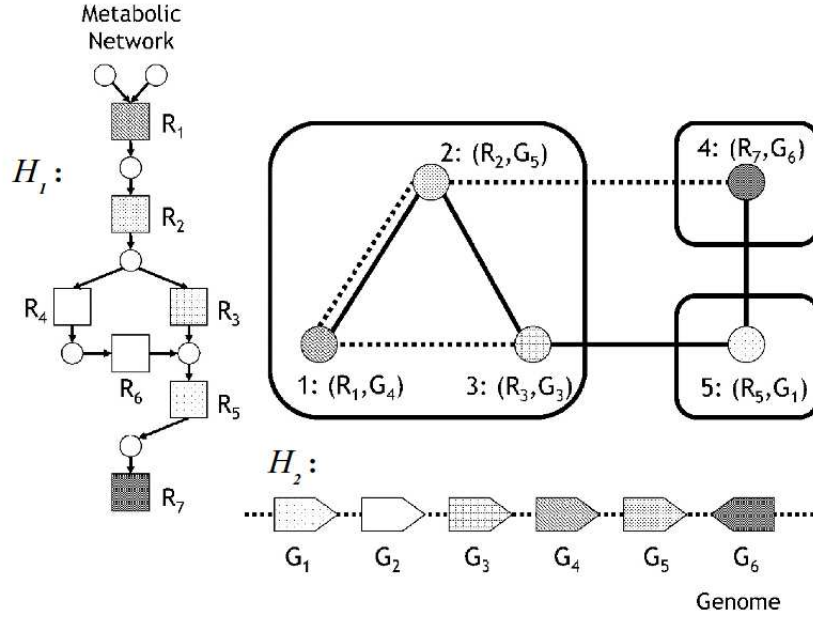 Metabolic
Network
R₁
H₁:
R₂
R₄
R₃
R₆
R₅
R₇
2: (R₂,G₅)
4: (R₇,G₆)
1: (R₁,G₄)
3: (R₃,G₃)
5: (R₅,G₁)
H₂:
G₁ G₂ G₃ G₄ G₅ G₆
Genome